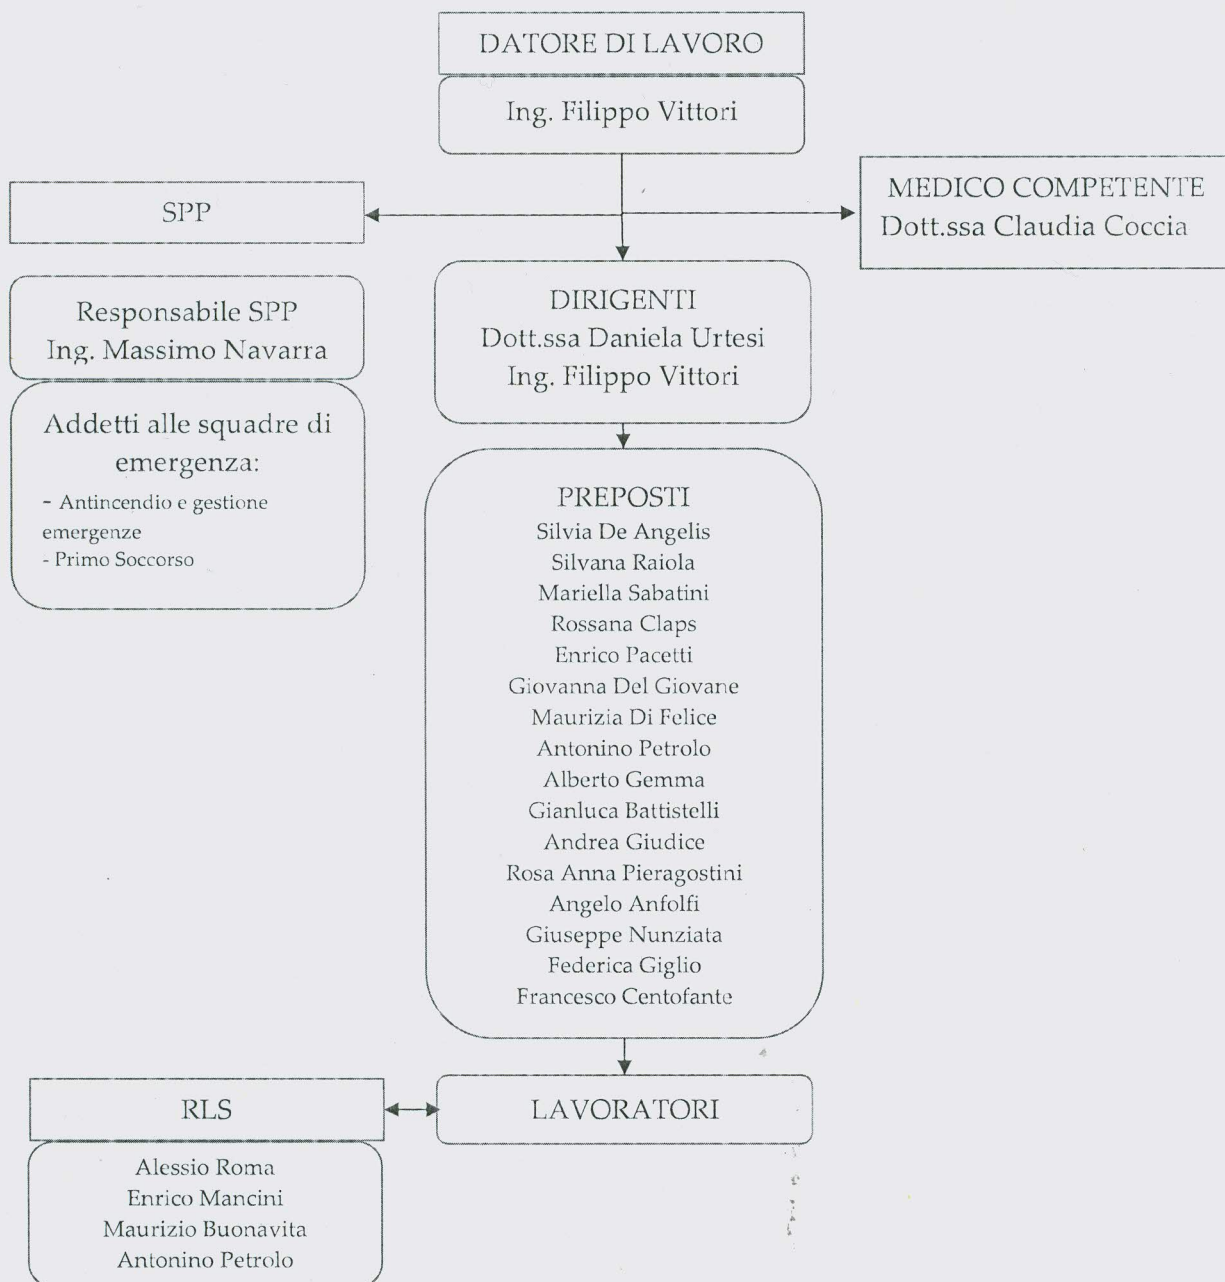 DATORE DI LAVORO
Ing. Filippo Vittori
SPP
MEDICO COMPETENTE
Dott.ssa Claudia Coccia
Responsabile SPP
Ing. Massimo Navarra
Addetti alle squadre di
emergenza:
- Antincendio e gestione
emergenze
- Primo Soccorso
DIRIGENTI
Dott.ssa Daniela Urtesi
Ing. Filippo Vittori
PREPOSTI
Silvia De Angelis
Silvana Raiola
Mariella Sabatini
Rossana Claps
Enrico Pacetti
Giovanna Del Giovane
Maurizia Di Felice
Antonino Petrolo
Alberto Gemma
Gianluca Battistelli
Andrea Giudice
Rosa Anna Pieragostini
Angelo Anfolfi
Giuseppe Nunziata
Federica Giglio
Francesco Centofante
LAVORATORI
RLS
Alessio Roma
Enrico Mancini
Maurizio Buonavita
Antonino Petrolo